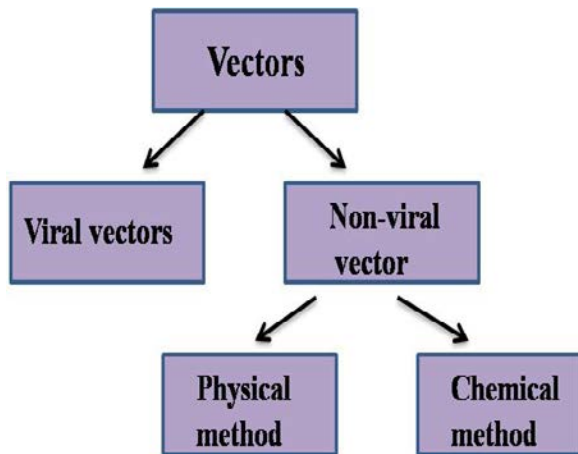 Vectors
Viral vectors
Non-viral
vector
Physical
method
Chemical
method